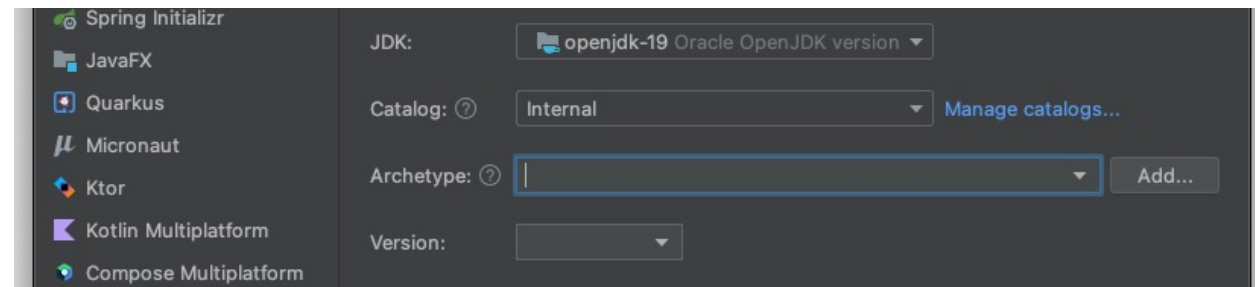 Spring Initializr
JavaFX
Quarkus
Micronaut
Ktor
Kotlin Multiplatform
Compose Multiplatform
JDK: openjdk-19 Oracle OpenJDK version
Catalog: ? Internal Manage catalogs...
Archetype: ? Add...
Version: